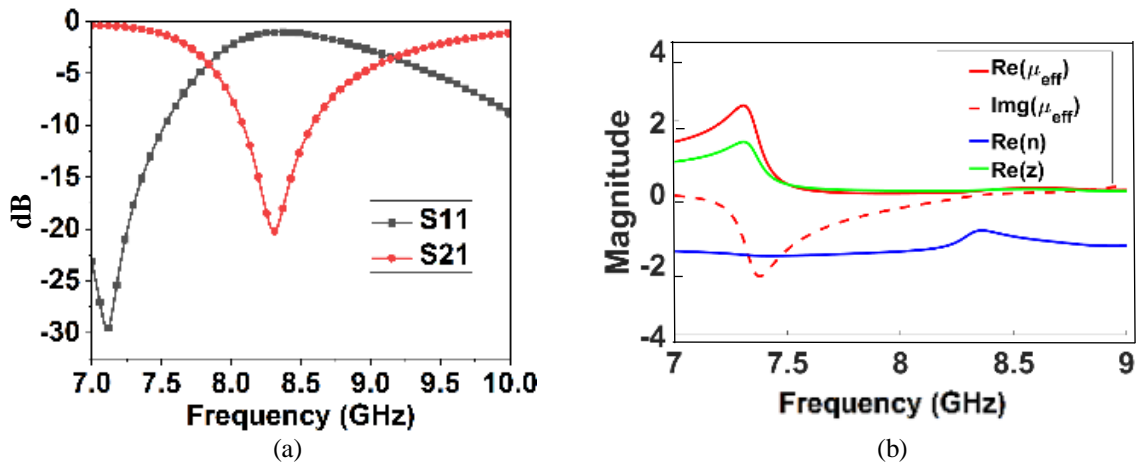 0
-5
-10
-15
-20
-25
-30
dB
S11
S21
7.0 7.5 8.0 8.5 9.0 9.5 10.0
Frequency (GHz)
(a)
4
2
0
-2
-4
Magnitude
Re(μeff)
Img(μeff)
Re(n)
Re(z)
7 7.5 8 8.5 9
Frequency (GHz)
(b)